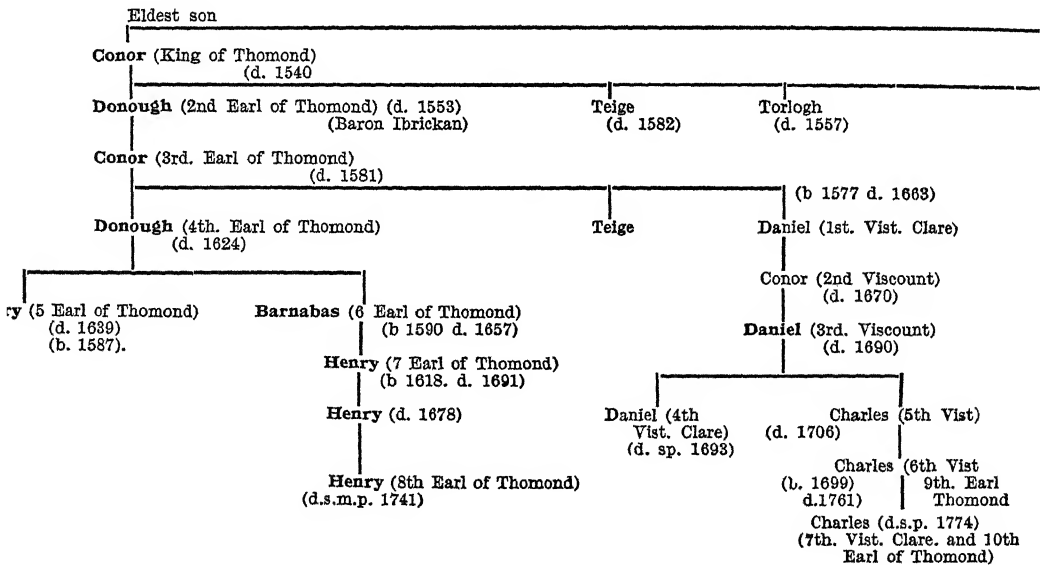 Eldest son
Conor (King of Thomond)
(d. 1540
Donough (2nd Earl of Thomond) (d. 1553)
(Baron Ibrickan)
Teige
(d. 1582)
Torlogh
(d. 1557)
Conor (3rd. Earl of Thomond)
(d. 1581)
Donough (4th. Earl of Thomond)
(d. 1624)
Teige
(b 1577 d. 1663)
Daniel (1st. Vist. Clare)
Conor (2nd Viscount)
(d. 1670)
Daniel (3rd. Viscount)
(d. 1690)
ry (5 Earl of Thomond)
(d. 1639)
(b. 1587).
Barnabas (6 Earl of Thomond)
(b 1590 d. 1657)
Henry (7 Earl of Thomond)
(b 1618. d. 1691)
Henry (d. 1678)
Henry (8th Earl of Thomond)
(d.s.m.p. 1741)
Daniel (4th
Vist. Clare)
(d. sp. 1693)
Charles (5th Vist)
(d. 1706)
Charles (6th Vist
(b. 1699) 9th. Earl
d.1761) Thomond
Charles (d.s.p. 1774)
(7th. Vist. Clare. and 10th
Earl of Thomond)